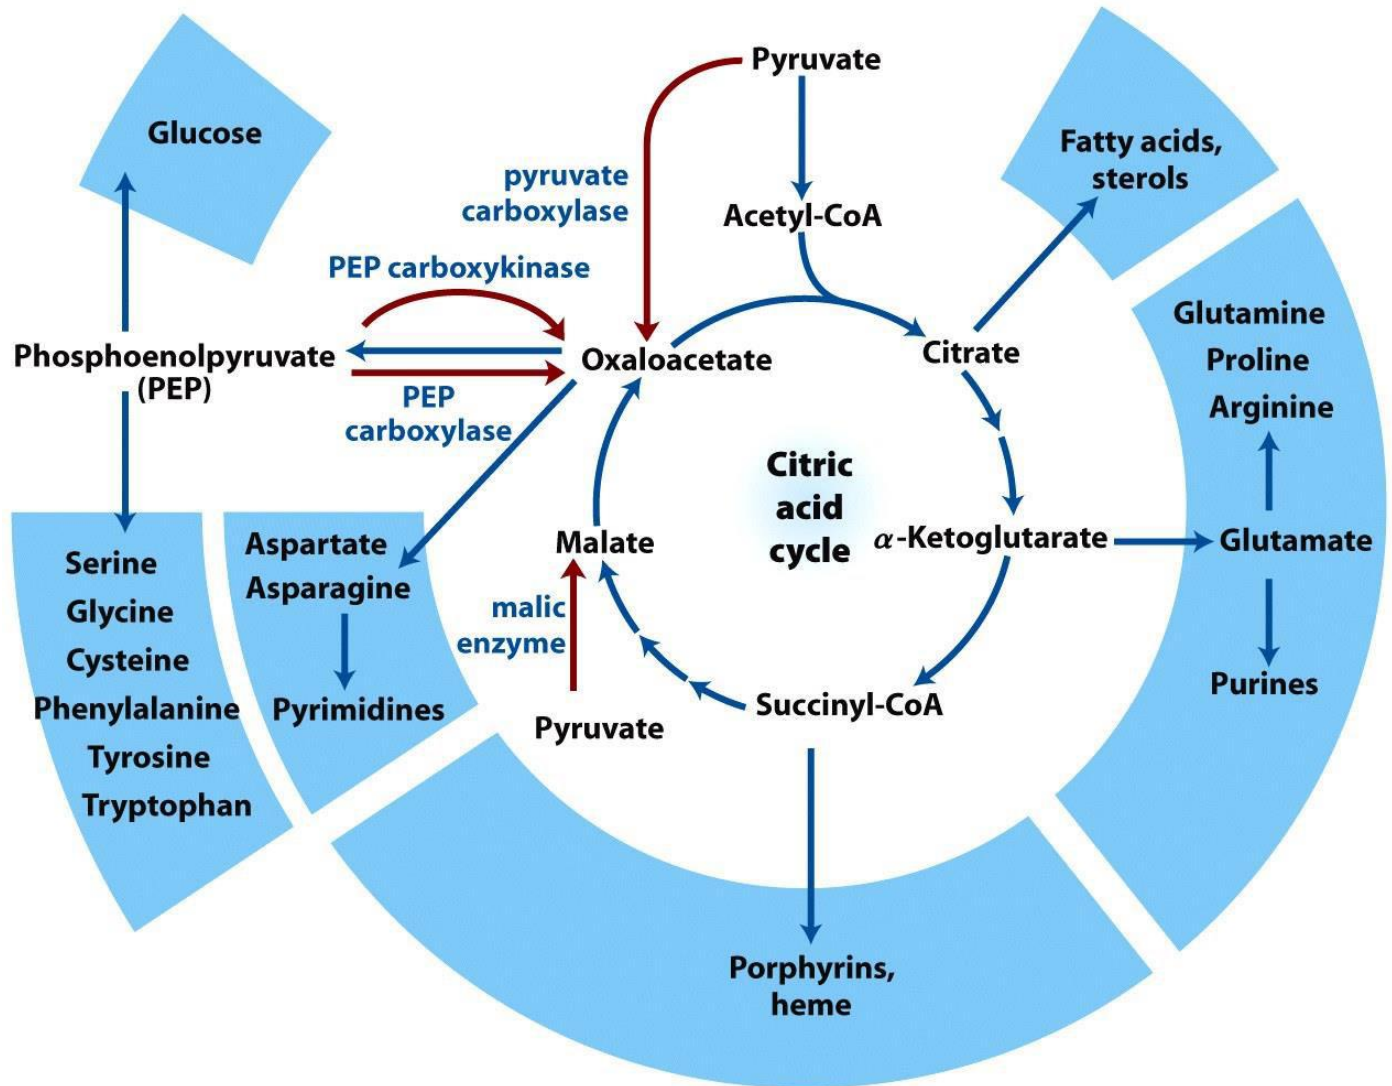 Pyruvate
Glucose
Fatty acids,
sterols
pyruvate
carboxylase
Acetyl-CoA
PEP carboxykinase
Glutamine
Proline
Arginine
Phosphoenolpyruvate
(PEP)
Oxaloacetate
Citrate
PEP
carboxylase
Citric
acid
cycle
Aspartate
Asparagine
Malate
α-Ketoglutarate
Glutamate
Serine
Glycine
Cysteine
Phenylalanine
Tyrosine
Tryptophan
malic
enzyme
Pyrimidines
Pyruvate
Succinyl-CoA
Purines
Porphyrins,
heme